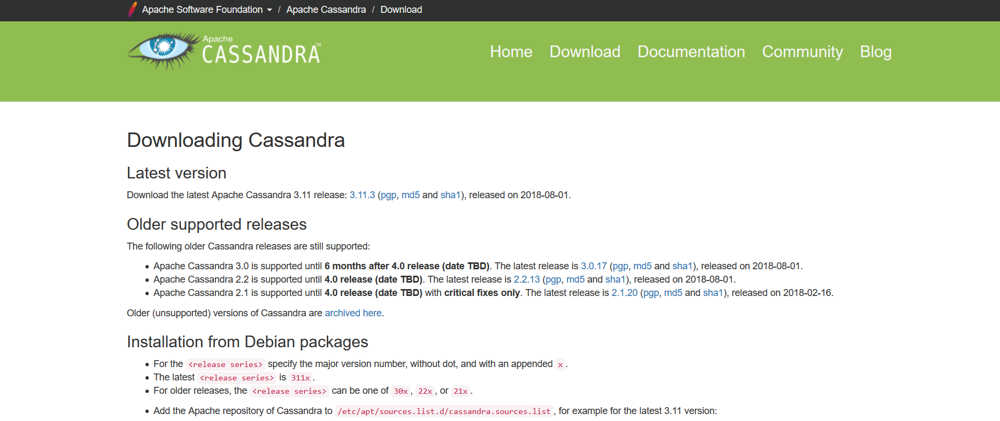 Apache Software Foundation / Apache Cassandra / Download
Apache
CASSANDRA™
Home Download Documentation Community Blog
Downloading Cassandra
Latest version
Download the latest Apache Cassandra 3.11 release: 3.11.3 (pgp, md5 and sha1), released on 2018-08-01.
Older supported releases
The following older Cassandra releases are still supported:
• Apache Cassandra 3.0 is supported until 6 months after 4.0 release (date TBD). The latest release is 3.0.17 (pgp, md5 and sha1), released on 2018-08-01.
• Apache Cassandra 2.2 is supported until 4.0 release (date TBD). The latest release is 2.2.13 (pgp, md5 and sha1), released on 2018-08-01.
• Apache Cassandra 2.1 is supported until 4.0 release (date TBD) with critical fixes only. The latest release is 2.1.20 (pgp, md5 and sha1), released on 2018-02-16.
Older (unsupported) versions of Cassandra are archived here.
Installation from Debian packages
• For the <release series> specify the major version number, without dot, and with an appended x.
• The latest <release series> is 311x.
• For older releases, the <release series> can be one of 30x, 22x, or 21x.
• Add the Apache repository of Cassandra to /etc/apt/sources.list.d/cassandra.sources.list, for example for the latest 3.11 version: